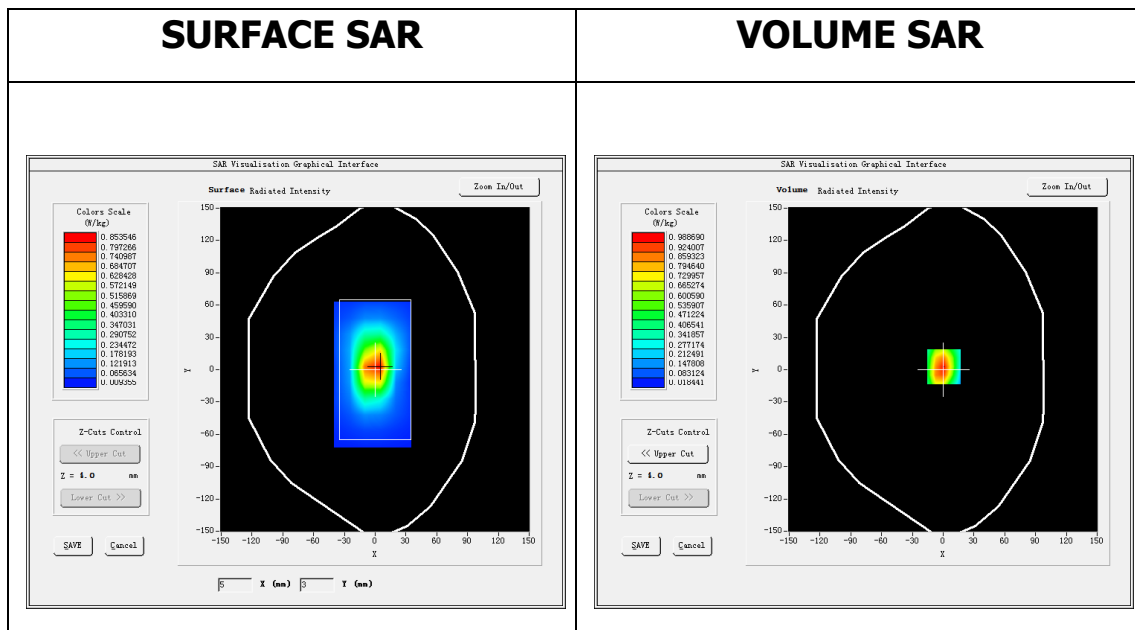 SURFACE SAR
VOLUME SAR
SAR Visualisation Graphical Interface
Surface Radiated Intensity
Zoom In/Out
Colors Scale
(W/kg)
0.853546
0.797266
0.740987
0.684707
0.628428
0.572149
0.515869
0.459590
0.403310
0.347031
0.290752
0.234472
0.178193
0.121913
0.065634
0.009355
Z-Cuts Control
<< Upper Cut
Z = 4.0 mm
Lower Cut >>
SAVE Cancel
150
120
90
60
30
0
-30
-60
-90
-120
-150
Y
-150 -120 -90 -60 -30 0 30 60 90 120 150
X
5 X (mm) 3 Y (mm)
SAR Visualisation Graphical Interface
Volume Radiated Intensity
Zoom In/Out
Colors Scale
(W/kg)
0.988690
0.924007
0.859323
0.794640
0.729957
0.665274
0.600590
0.535907
0.471224
0.406541
0.341857
0.277174
0.212491
0.147808
0.083124
0.018441
Z-Cuts Control
<< Upper Cut
Z = 4.0 mm
Lower Cut >>
SAVE Cancel
150
120
90
60
30
0
-30
-60
-90
-120
-150
Y
-150 -120 -90 -60 -30 0 30 60 90 120 150
X